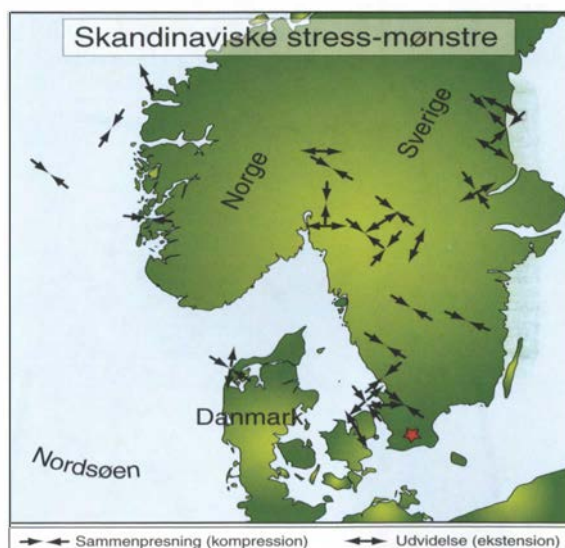 Skandinaviske stress-mønstre
Sverige
Norge
Danmark
Nordsøen
Sammenpresning (kompression)
Udvidelse (ekstension)